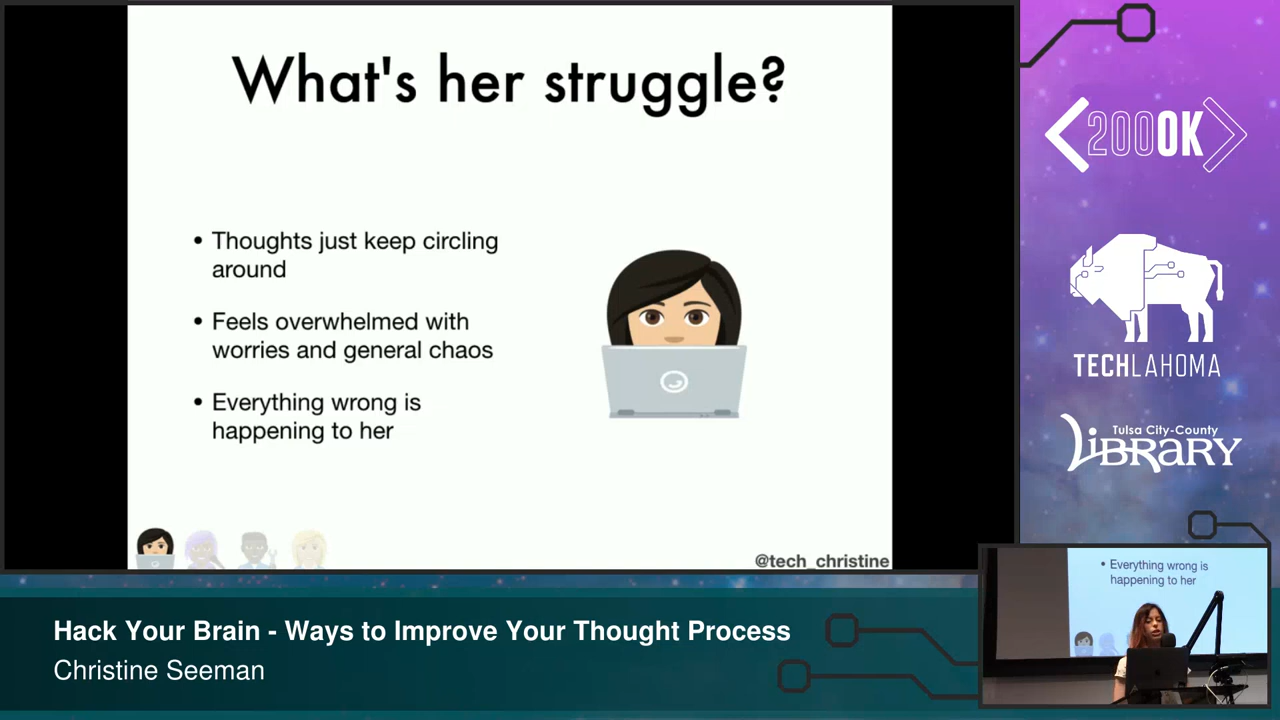 What's her struggle?
• Thoughts just keep circling
around
• Feels overwhelmed with
worries and general chaos
• Everything wrong is
happening to her
@tech_christine
<200OK>
TECHLAHOMA
Tulsa City-County
LIBRARY
• Everything wrong is
happening to her
Hack Your Brain - Ways to Improve Your Thought Process
Christine Seeman